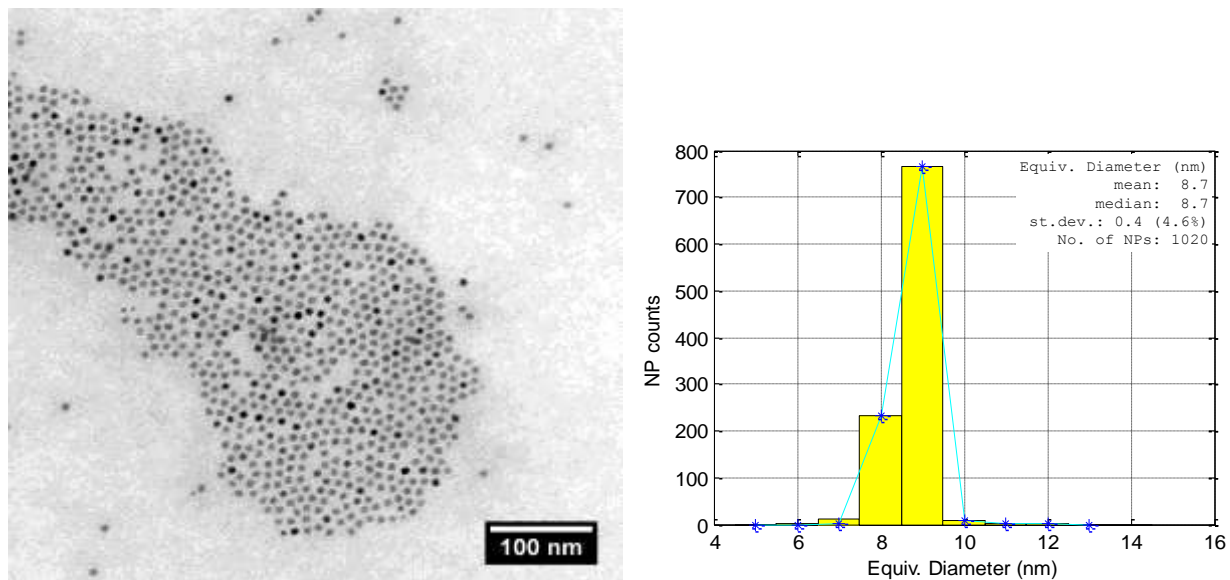 100 nm
800
700
600
500
400
300
200
100
0
NP counts
Equiv. Diameter (nm)
mean: 8.7
median: 8.7
st.dev.: 0.4 (4.6%)
No. of NPs: 1020
4 6 8 10 12 14 16
Equiv. Diameter (nm)